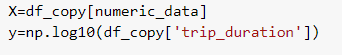 X=df_copy[numeric_data]
y=np.log10(df_copy['trip_duration'])